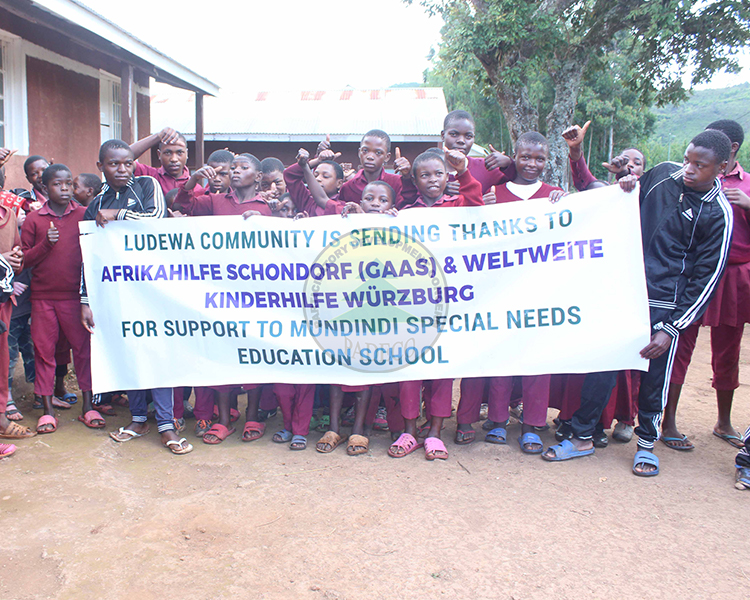 LUDEWA COMMUNITY IS SENDING THANKS TO
AFRIKAHILFE SCHONDORF (GAAS) & WELTWEITE
KINDERHILFE WÜRZBURG
FOR SUPPORT TO MUNDINDI SPECIAL NEEDS
EDUCATION SCHOOL
PADECO